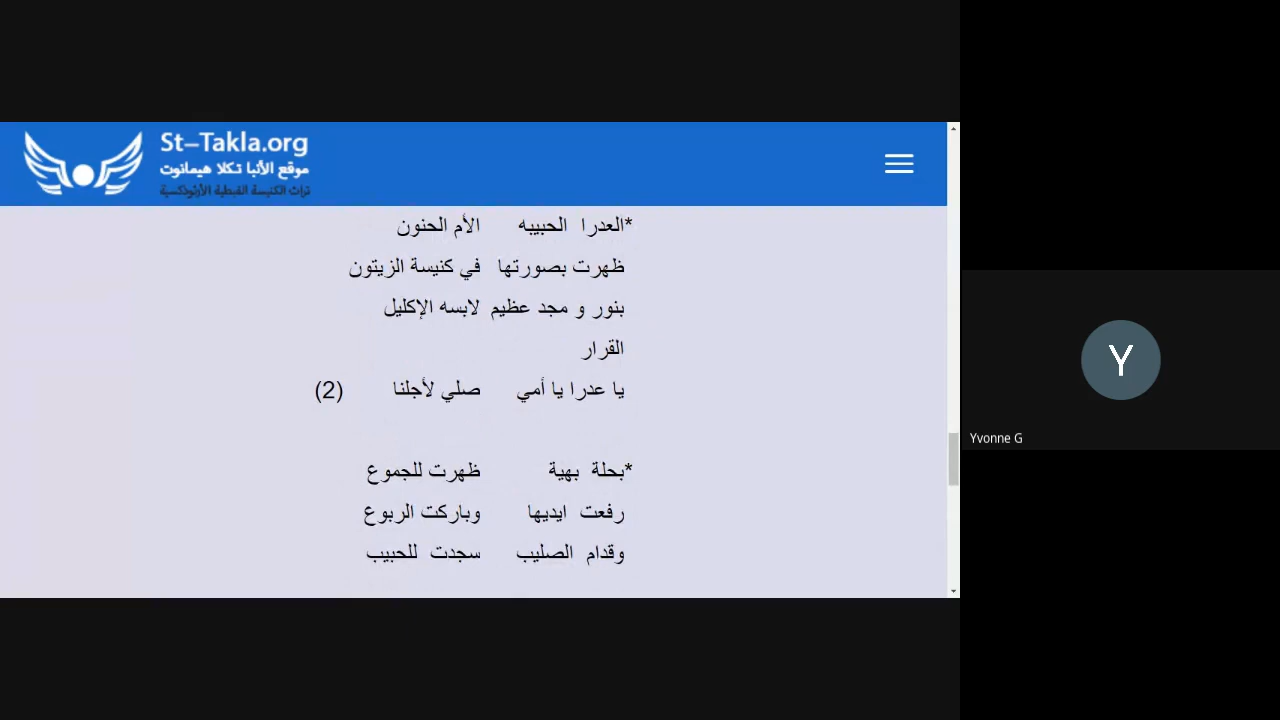 St-Takla.org
موقع الأنبا تكلا هيمانوت
تراث الكنيسة القبطية الأرثوذكسية
*العدرا الحبيبه الأم الحنون
ظهرت بصورتها في كنيسة الزيتون
بنور و مجد عظيم لابسه الإكليل
القرار
يا عدرا يا أمي صلي لأجلنا (2)
*بحلة بهية ظهرت للجموع
رفعت ايديها وباركت الربوع
وقدام الصليب سجدت للحبيب
Y
Yvonne G